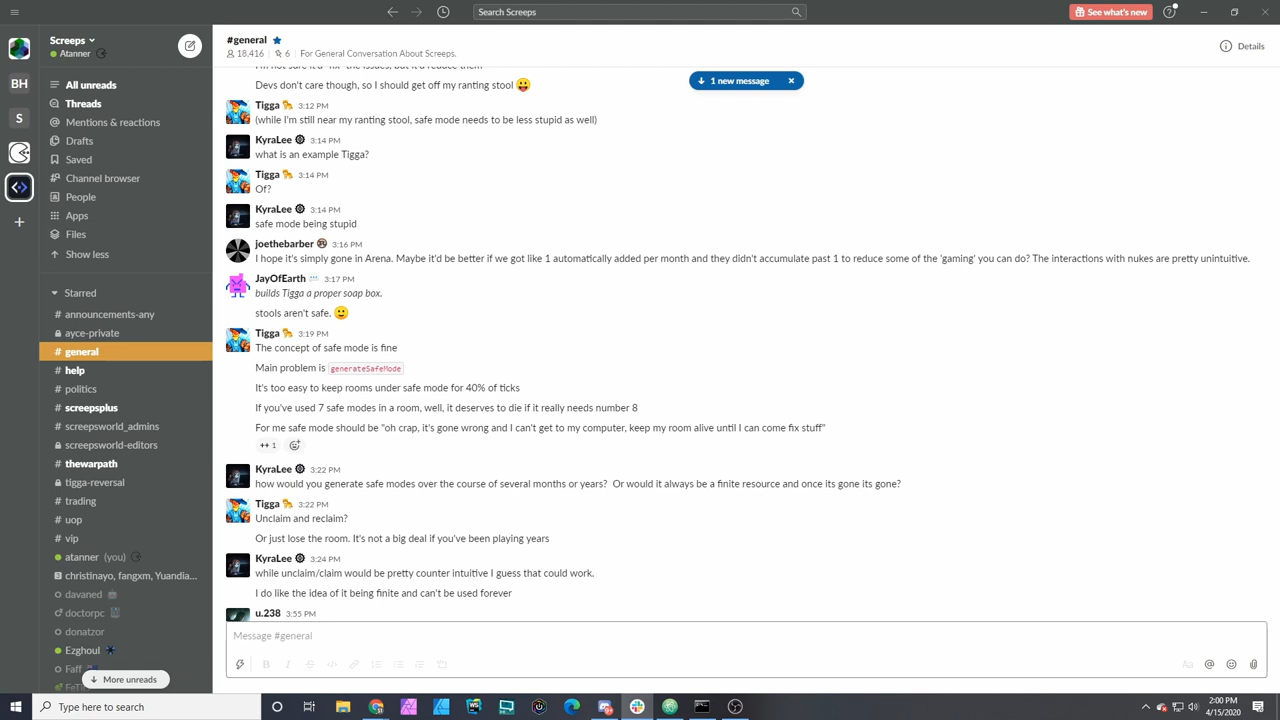 Search Screeps
See what's new
BH
S
Screeps
Atanner
All unreads
Threads
Mentions & reactions
Drafts
Saved
Channel browser
People
Apps
Files
Show less
Starred
# announcements-any
ayce-private
# general
# help
# politics
# screepsplus
# screepsworld_admins
# screepsworld-editors
# thewarpath
# tigga-reversal
# trading
# uop
# vip
atanner (you)
3 christinayo, fangxm, Yuandia...
davaned
doctorpc
donatzor
Ezghoul
Faff
More unreads
#general
18,416 | 6 | For General Conversation About Screeps.
Details
1 new message
Devs don't care though, so I should get off my ranting stool
Tigga 3:12 PM
(while I'm still near my ranting stool, safe mode needs to be less stupid as well)
KyraLee 3:14 PM
what is an example Tigga?
Tigga 3:14 PM
Of?
KyraLee 3:14 PM
safe mode being stupid
joethebarber 3:16 PM
I hope it's simply gone in Arena. Maybe it'd be better if we got like 1 automatically added per month and they didn't accumulate past 1 to reduce some of the 'gaming' you can do? The interactions with nukes are pretty unintuitive.
JayOfEarth 3:17 PM
builds Tigga a proper soap box.
stools aren't safe.
Tigga 3:19 PM
The concept of safe mode is fine
Main problem is generateSafeMode
It's too easy to keep rooms under safe mode for 40% of ticks
If you've used 7 safe modes in a room, well, it deserves to die if it really needs number 8
For me safe mode should be "oh crap, it's gone wrong and I can't get to my computer, keep my room alive until I can come fix stuff"
++ 1
KyraLee 3:22 PM
how would you generate safe modes over the course of several months or years? Or would it always be a finite resource and once its gone its gone?
Tigga 3:22 PM
Unclaim and reclaim?
Or just lose the room. It's not a big deal if you've been playing years
KyraLee 3:24 PM
while unclaim/claim would be pretty counter intuitive I guess that could work.
I do like the idea of it being finite and can't be used forever
u.238 3:55 PM
Message #general
B I S </> Aa @
Type here to search
2:00 PM
4/15/2020